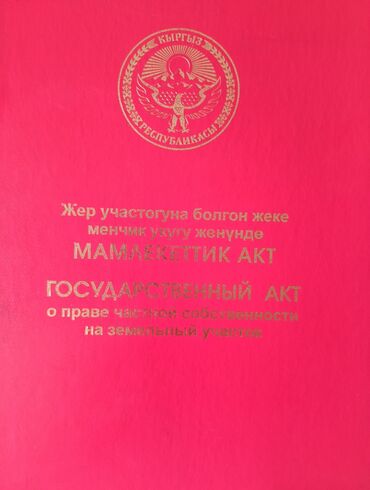 КЫРГЫЗ
РЕСПУБЛИКАСЫ
Жер участогуна болгон жеке
менчик укугу жөнүндө
МАМЛЕКЕТТИК АКТ
ГОСУДАРСТВЕННЫЙ АКТ
о праве частной собственности
на земельный участок